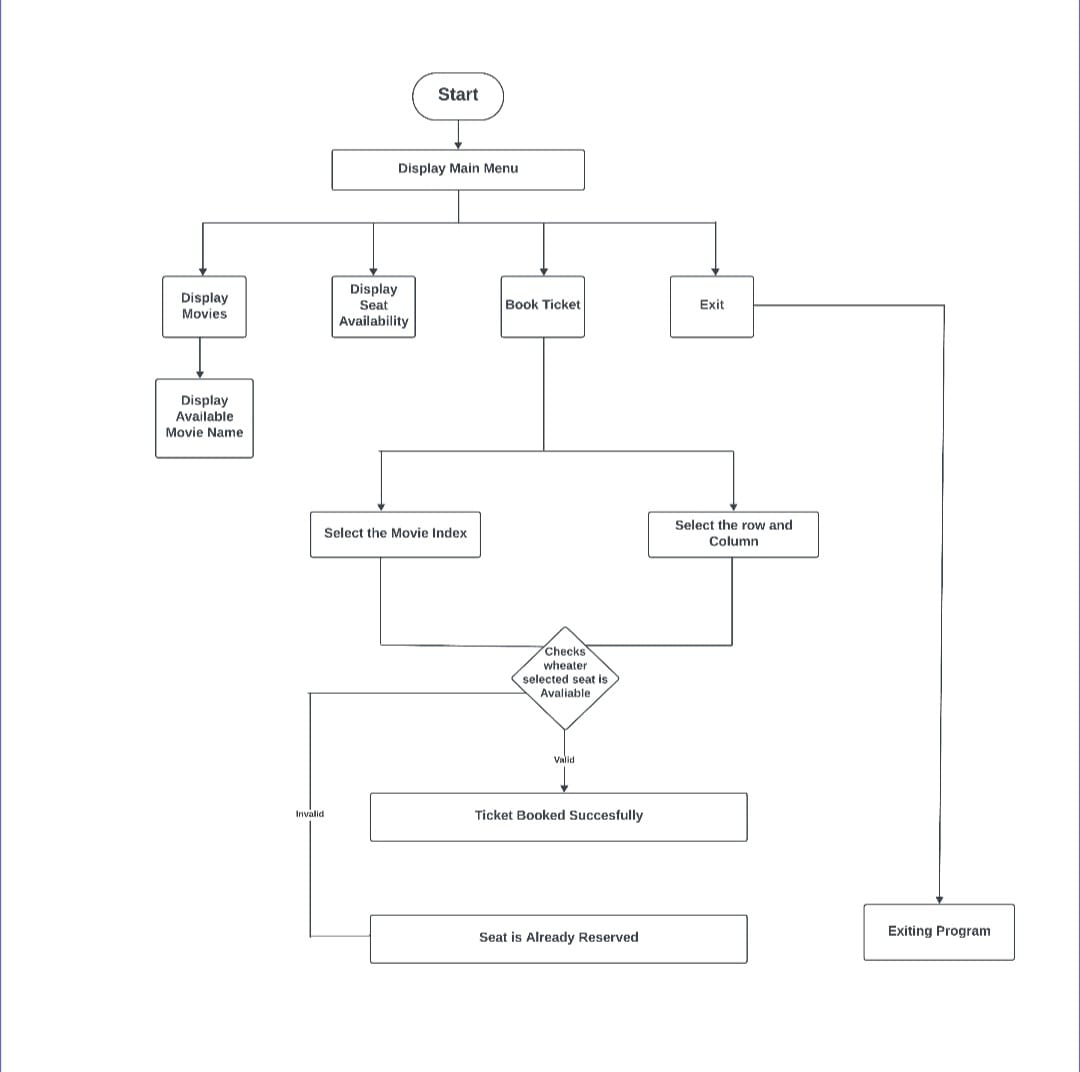 Start
Display Main Menu
Display
Movies
Display
Seat
Availability
Book Ticket
Exit
Display
Available
Movie Name
Select the Movie Index
Select the row and
Column
Checks
wheater
selected seat is
Avaliable
Valid
Invalid
Ticket Booked Succesfully
Seat is Already Reserved
Exiting Program